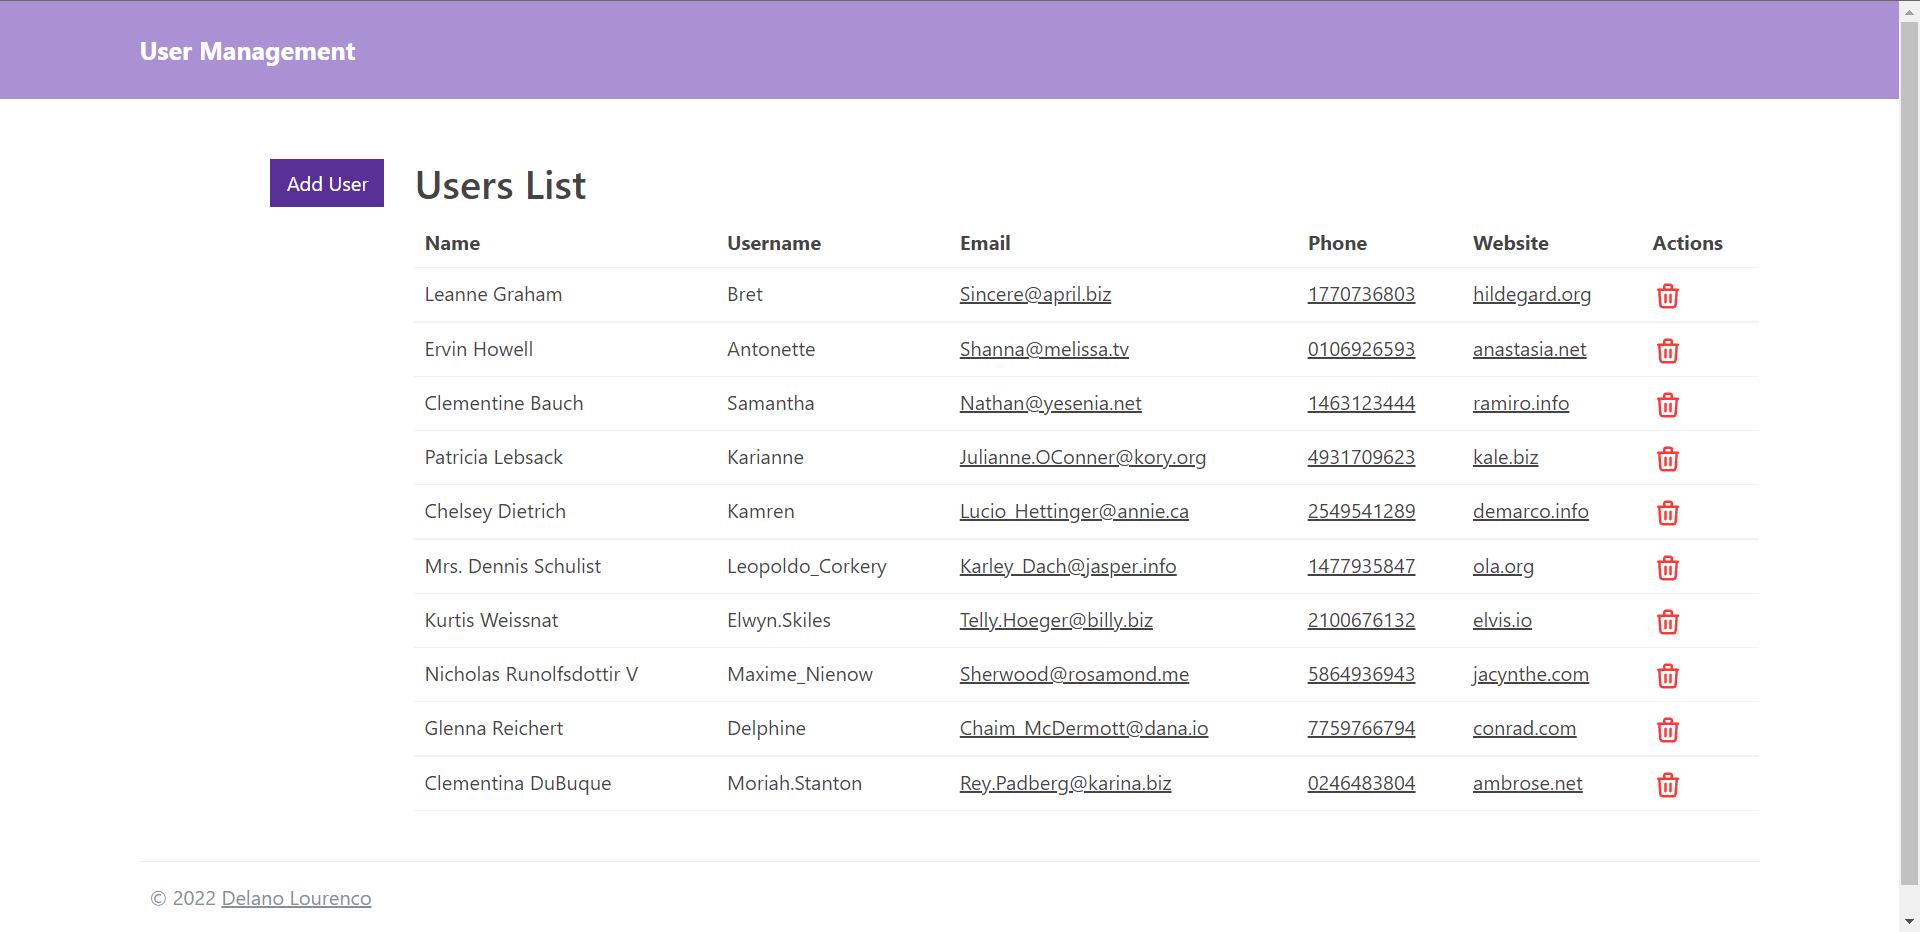 User Management
Add User
Users List
Name Username Email Phone Website Actions
Leanne Graham Bret Sincere@april.biz 1770736803 hildegard.org
Ervin Howell Antonette Shanna@melissa.tv 0106926593 anastasia.net
Clementine Bauch Samantha Nathan@yesenia.net 1463123444 ramiro.info
Patricia Lebsack Karianne Julianne.OConner@kory.org 4931709623 kale.biz
Chelsey Dietrich Kamren Lucio_Hettinger@annie.ca 2549541289 demarco.info
Mrs. Dennis Schulist Leopoldo_Corkery Karley_Dach@jasper.info 1477935847 ola.org
Kurtis Weissnat Elwyn.Skiles Telly.Hoeger@billy.biz 2100676132 elvis.io
Nicholas Runolfsdottir V Maxime_Nienow Sherwood@rosamond.me 5864936943 jacynthe.com
Glenna Reichert Delphine Chaim_McDermott@dana.io 7759766794 conrad.com
Clementina DuBuque Moriah.Stanton Rey.Padberg@karina.biz 0246483804 ambrose.net
© 2022 Delano Lourenco